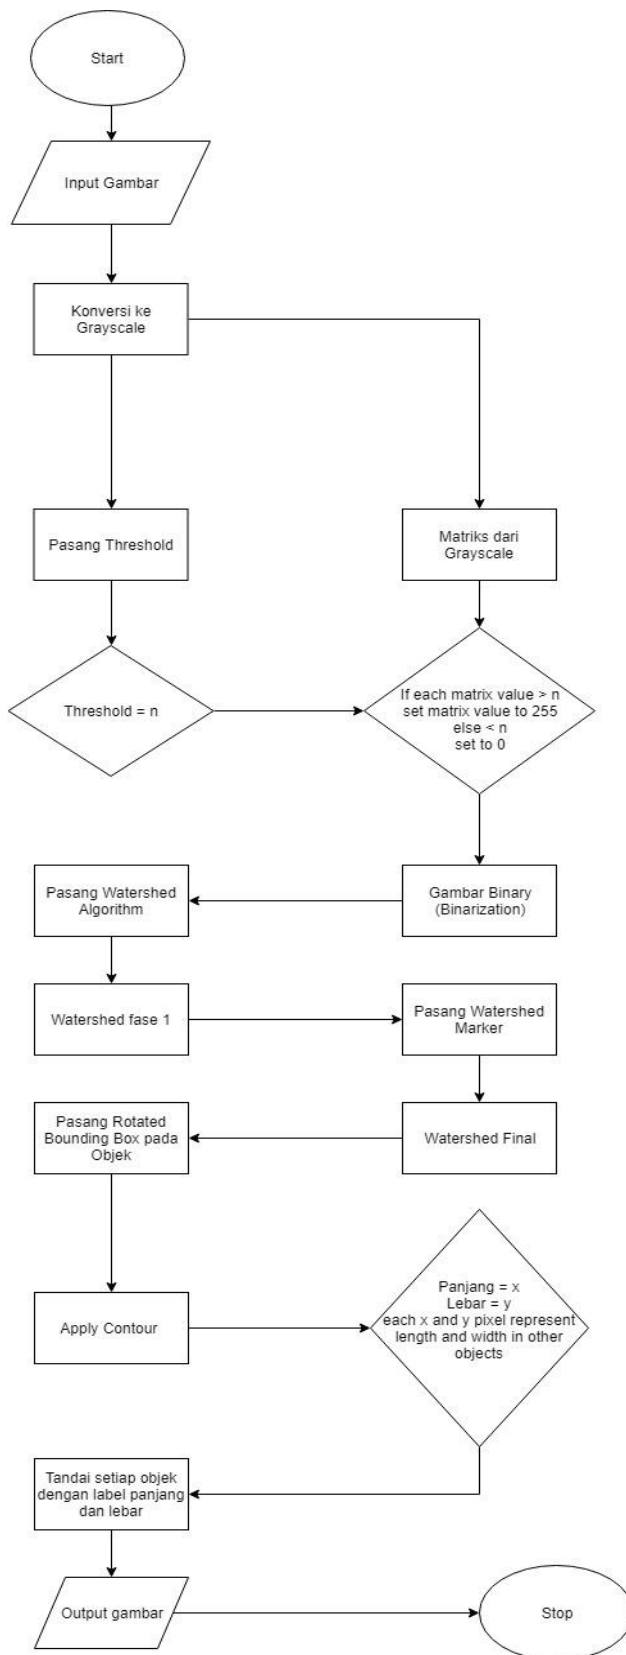 Start
Input Gambar
Konversi ke
Grayscale
Pasang Threshold
Matriks dari
Grayscale
Threshold = n
If each matrix value > n
set matrix value to 255
else < n
set to 0
Pasang Watershed
Algorithm
Gambar Binary
(Binarization)
Watershed fase 1
Pasang Watershed
Marker
Pasang Rotated
Bounding Box pada
Objek
Watershed Final
Apply Contour
Panjang = x
Lebar = y
each x and y pixel represent
length and width in other
objects
Tandai setiap objek
dengan label panjang
dan lebar
Output gambar
Stop